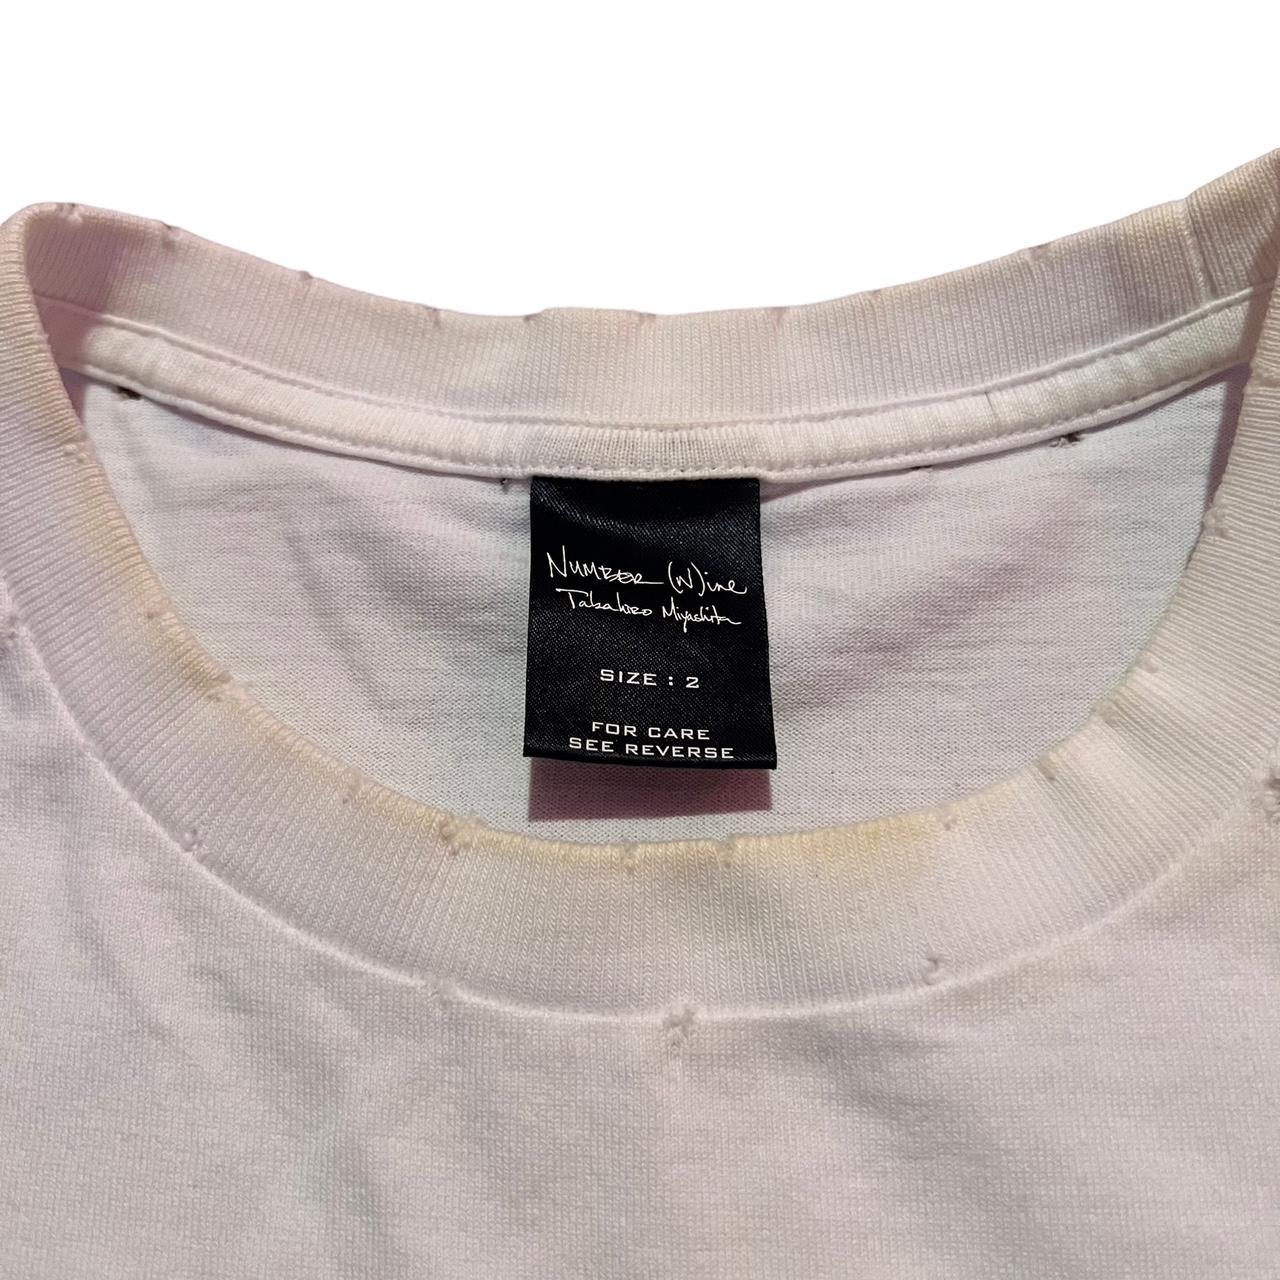 NUMBER (N)ine
Takahiro Miyashita
SIZE : 2
FOR CARE
SEE REVERSE